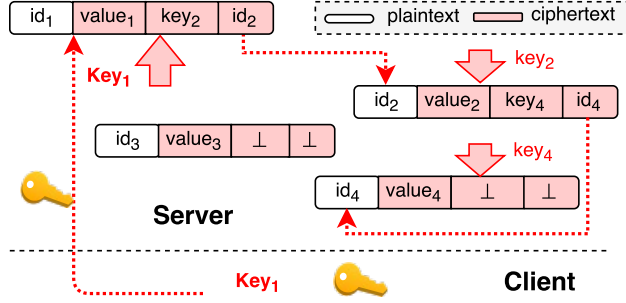 id₁ value₁ key₂ id₂
plaintext ciphertext
Key₁
key₂
id₂ value₂ key₄ id₄
id₃ value₃ ⊥ ⊥
key₄
id₄ value₄ ⊥ ⊥
Server
Key₁
Client